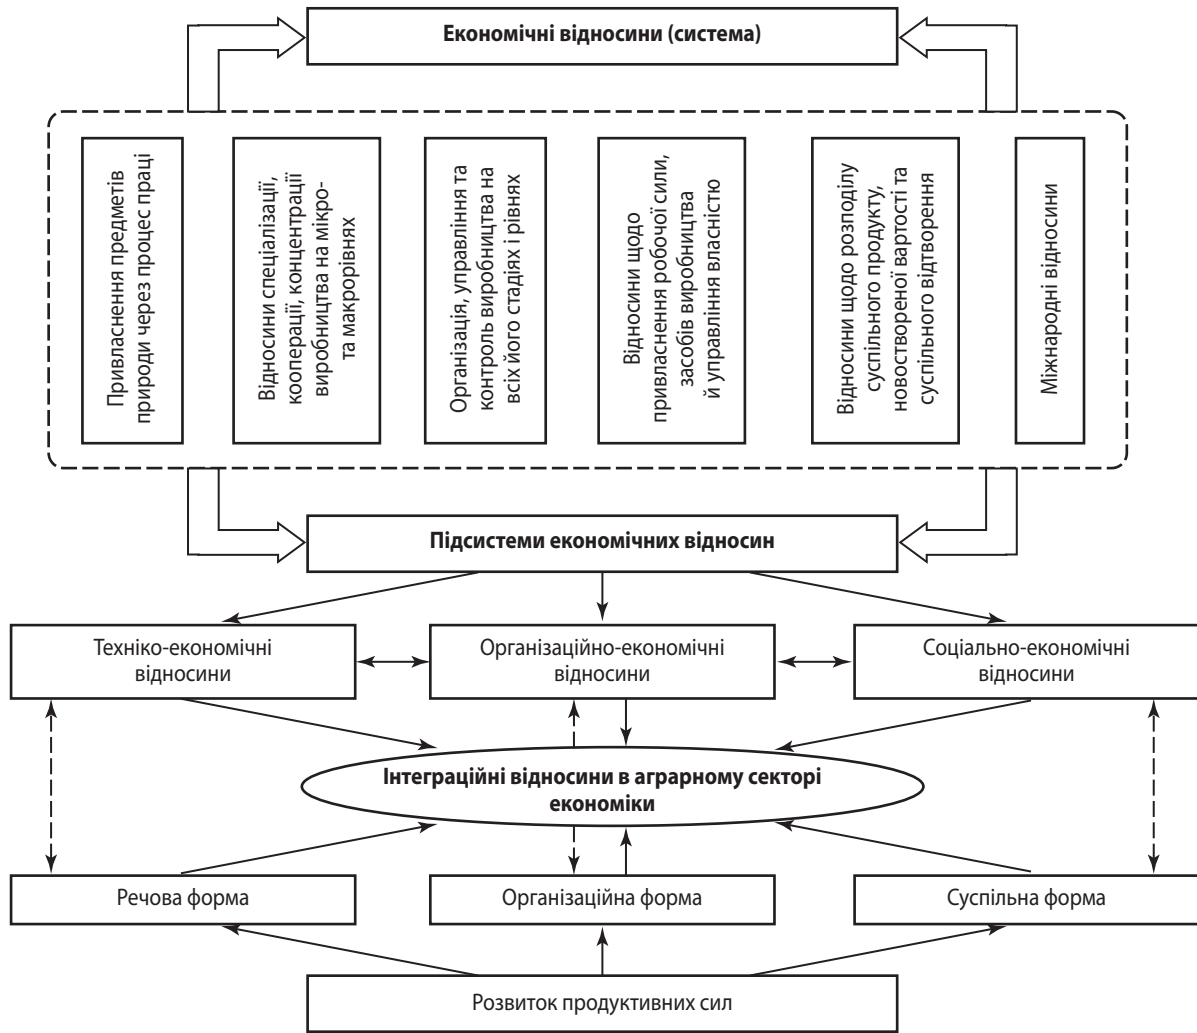 Економічні відносини (система)
Привласнення предметів
природи через процес праці
Відносини спеціалізації,
кооперації, концентрації
виробництва на мікро-
та макрорівнях
Організація, управління та
контроль виробництва на
всіх його стадіях і рівнях
Відносини щодо
привласнення робочої сили,
засобів виробництва
й управління власністю
Відносини щодо розподілу
суспільного продукту,
новоствореної вартості та
суспільного відтворення
Міжнародні відносини
Підсистеми економічних відносин
Техніко-економічні
відносини
Організаційно-економічні
відносини
Соціально-економічні
відносини
Інтеграційні відносини в аграрному секторі
економіки
Речова форма
Організаційна форма
Суспільна форма
Розвиток продуктивних сил